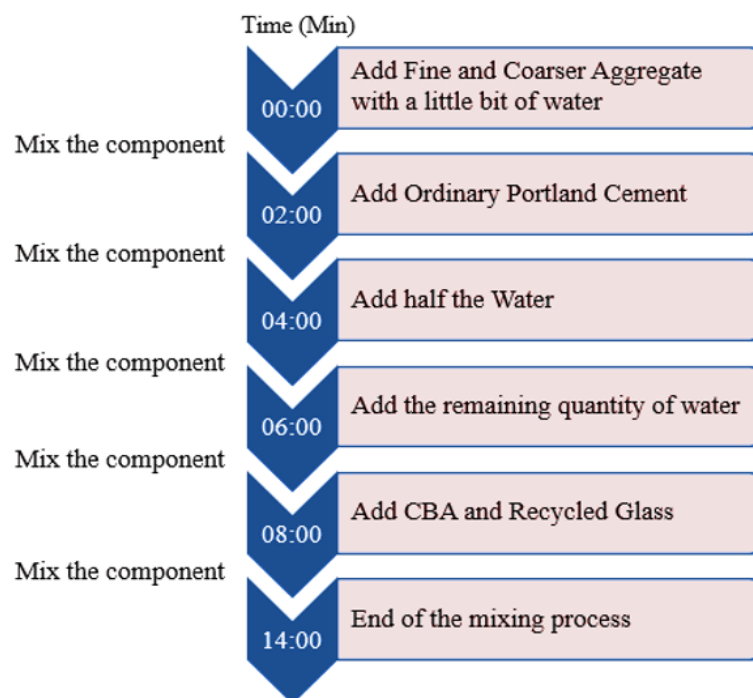 Time (Min)
00:00
Add Fine and Coarser Aggregate
with a little bit of water
Mix the component
02:00
Add Ordinary Portland Cement
Mix the component
04:00
Add half the Water
Mix the component
06:00
Add the remaining quantity of water
Mix the component
08:00
Add CBA and Recycled Glass
Mix the component
14:00
End of the mixing process